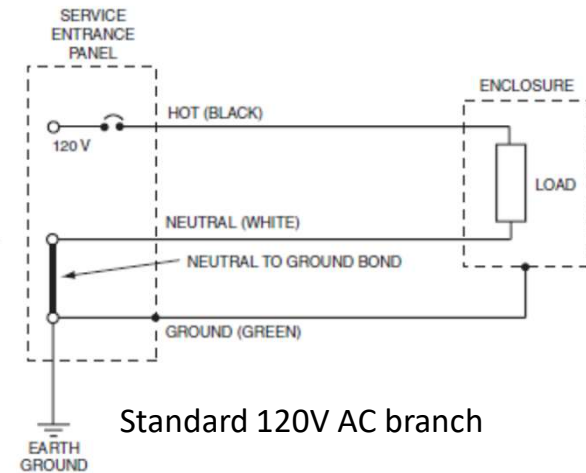 SERVICE
ENTRANCE
PANEL
ENCLOSURE
HOT (BLACK)
120 V
LOAD
NEUTRAL (WHITE)
NEUTRAL TO GROUND BOND
GROUND (GREEN)
Standard 120V AC branch
EARTH
GROUND